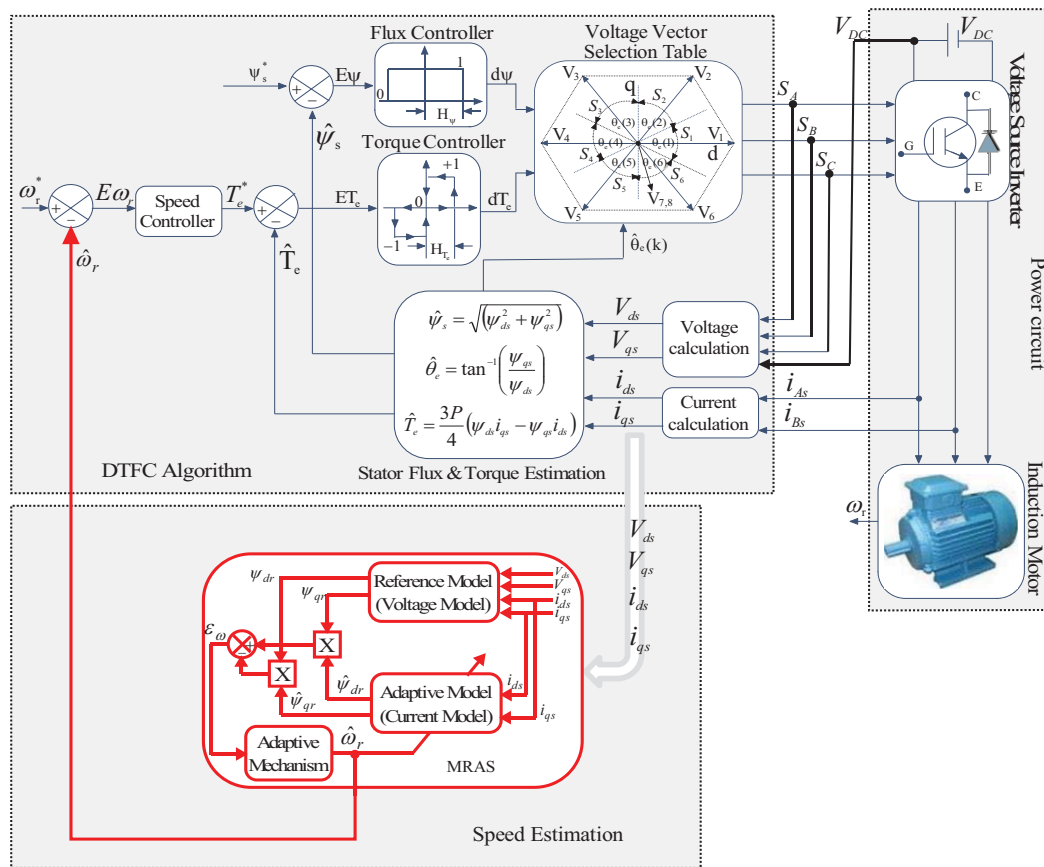 Flux Controller
Voltage Vector
Selection Table
V_DC
V_DC
Voltage Source Inverter
ψ_s^*
+
−
Eψ
0
1
H_ψ
dψ
ψ̂_s
V_3
q
V_2
S_3
S_2
θ_e(3)
θ_e(2)
V_4
θ_e(4)
θ_e(1)
S_1
V_1
d
S_4
θ_e(5)
θ_e(6)
S_5
S_6
V_5
V_7,8
V_6
S_A
S_B
S_C
C
G
E
Torque Controller
+1
0
−1
H_Te
ω_r^*
+
−
Eω_r
Speed
Controller
T_e^*
+
−
ET_e
dT_e
ω̂_r
T̂_e
θ̂_e(k)
Power circuit
ψ̂_s = √(ψ_ds^2 + ψ_qs^2)
θ̂_e = tan^−1(ψ_qs / ψ_ds)
T̂_e = 3P/4 (ψ_ds i_qs − ψ_qs i_ds)
V_ds
V_qs
Voltage
calculation
i_ds
i_qs
Current
calculation
i_As
i_Bs
DTFC Algorithm
Stator Flux & Torque Estimation
ω_r
Induction Motor
V_ds
V_qs
i_ds
i_qs
ψ_dr
ψ_qr
Reference Model
(Voltage Model)
V_ds
V_qs
i_ds
i_qs
ε_ω
+
−
X
X
ψ̂_dr
ψ̂_qr
Adaptive Model
(Current Model)
i_ds
i_qs
Adaptive
Mechanism
ω̂_r
MRAS
Speed Estimation